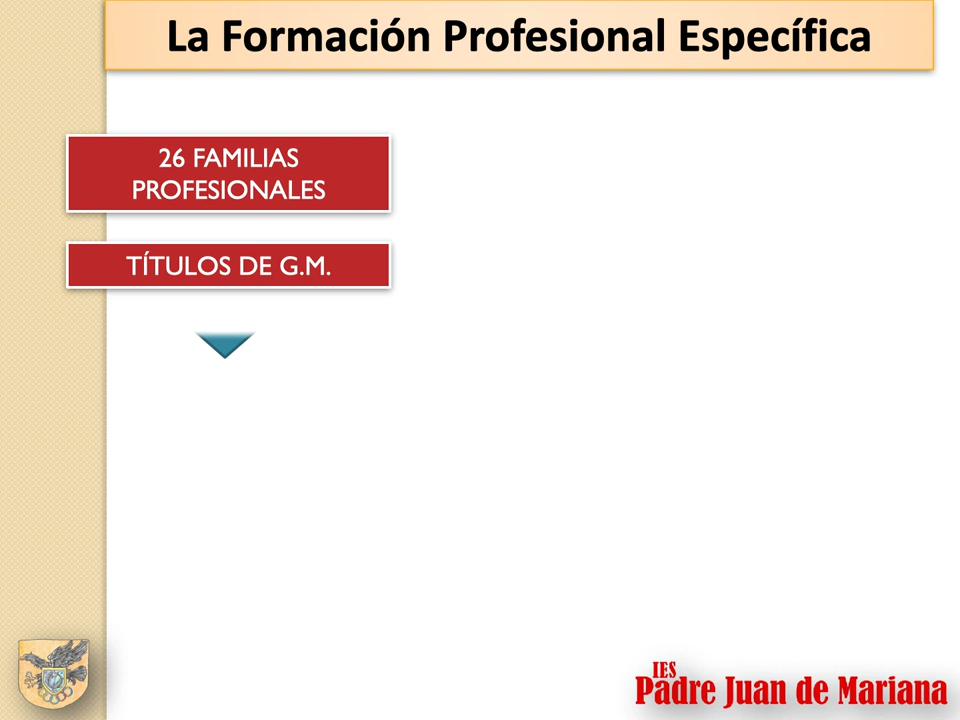 La Formación Profesional Específica
26 FAMILIAS
PROFESIONALES
TÍTULOS DE G.M.
IES
Padre Juan de Mariana